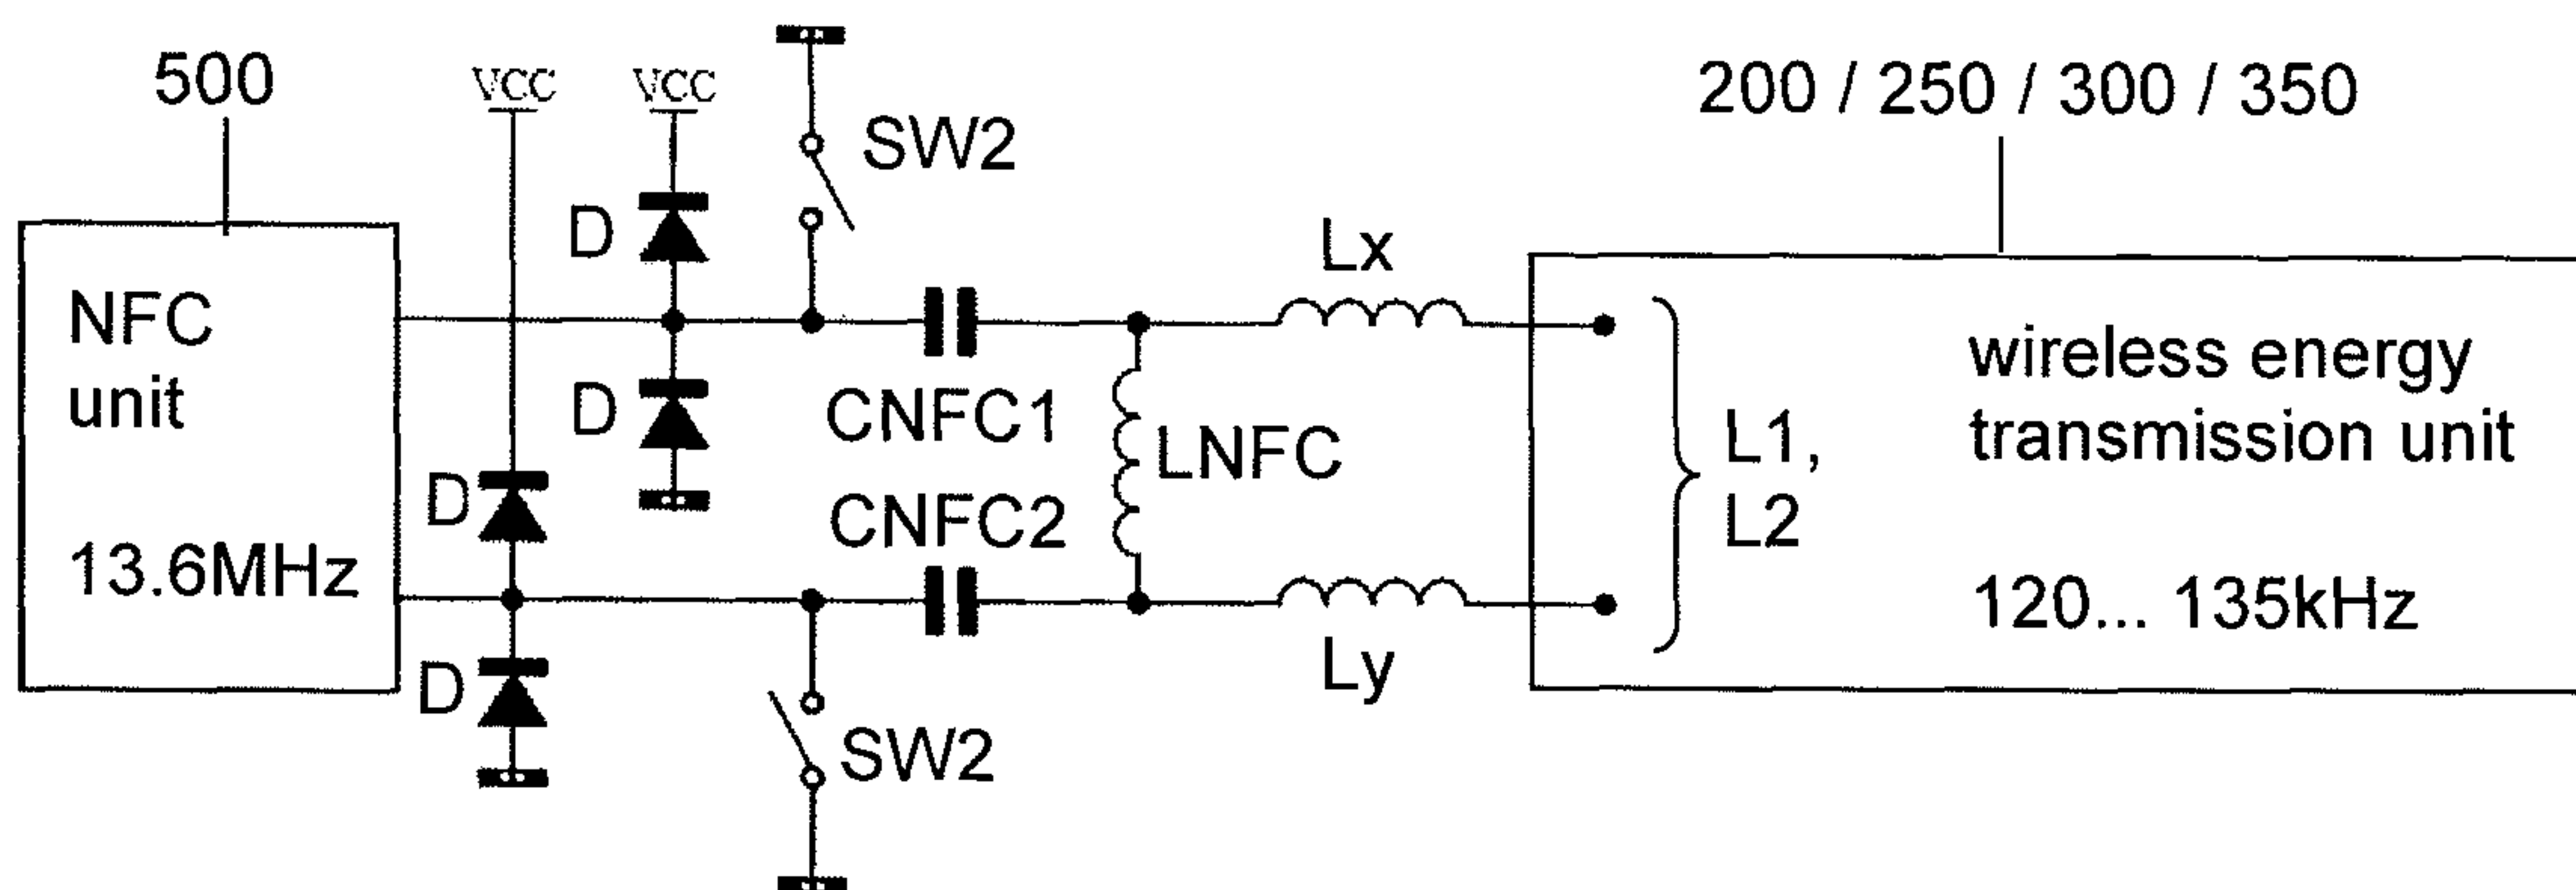 500
VCC
VCC
SW2
200 / 250 / 300 / 350
D
Lx
NFC
unit
D
CNFC1
LNFC
L1,
L2
wireless energy
transmission unit
D
CNFC2
13.6MHz
120... 135kHz
D
Ly
SW2